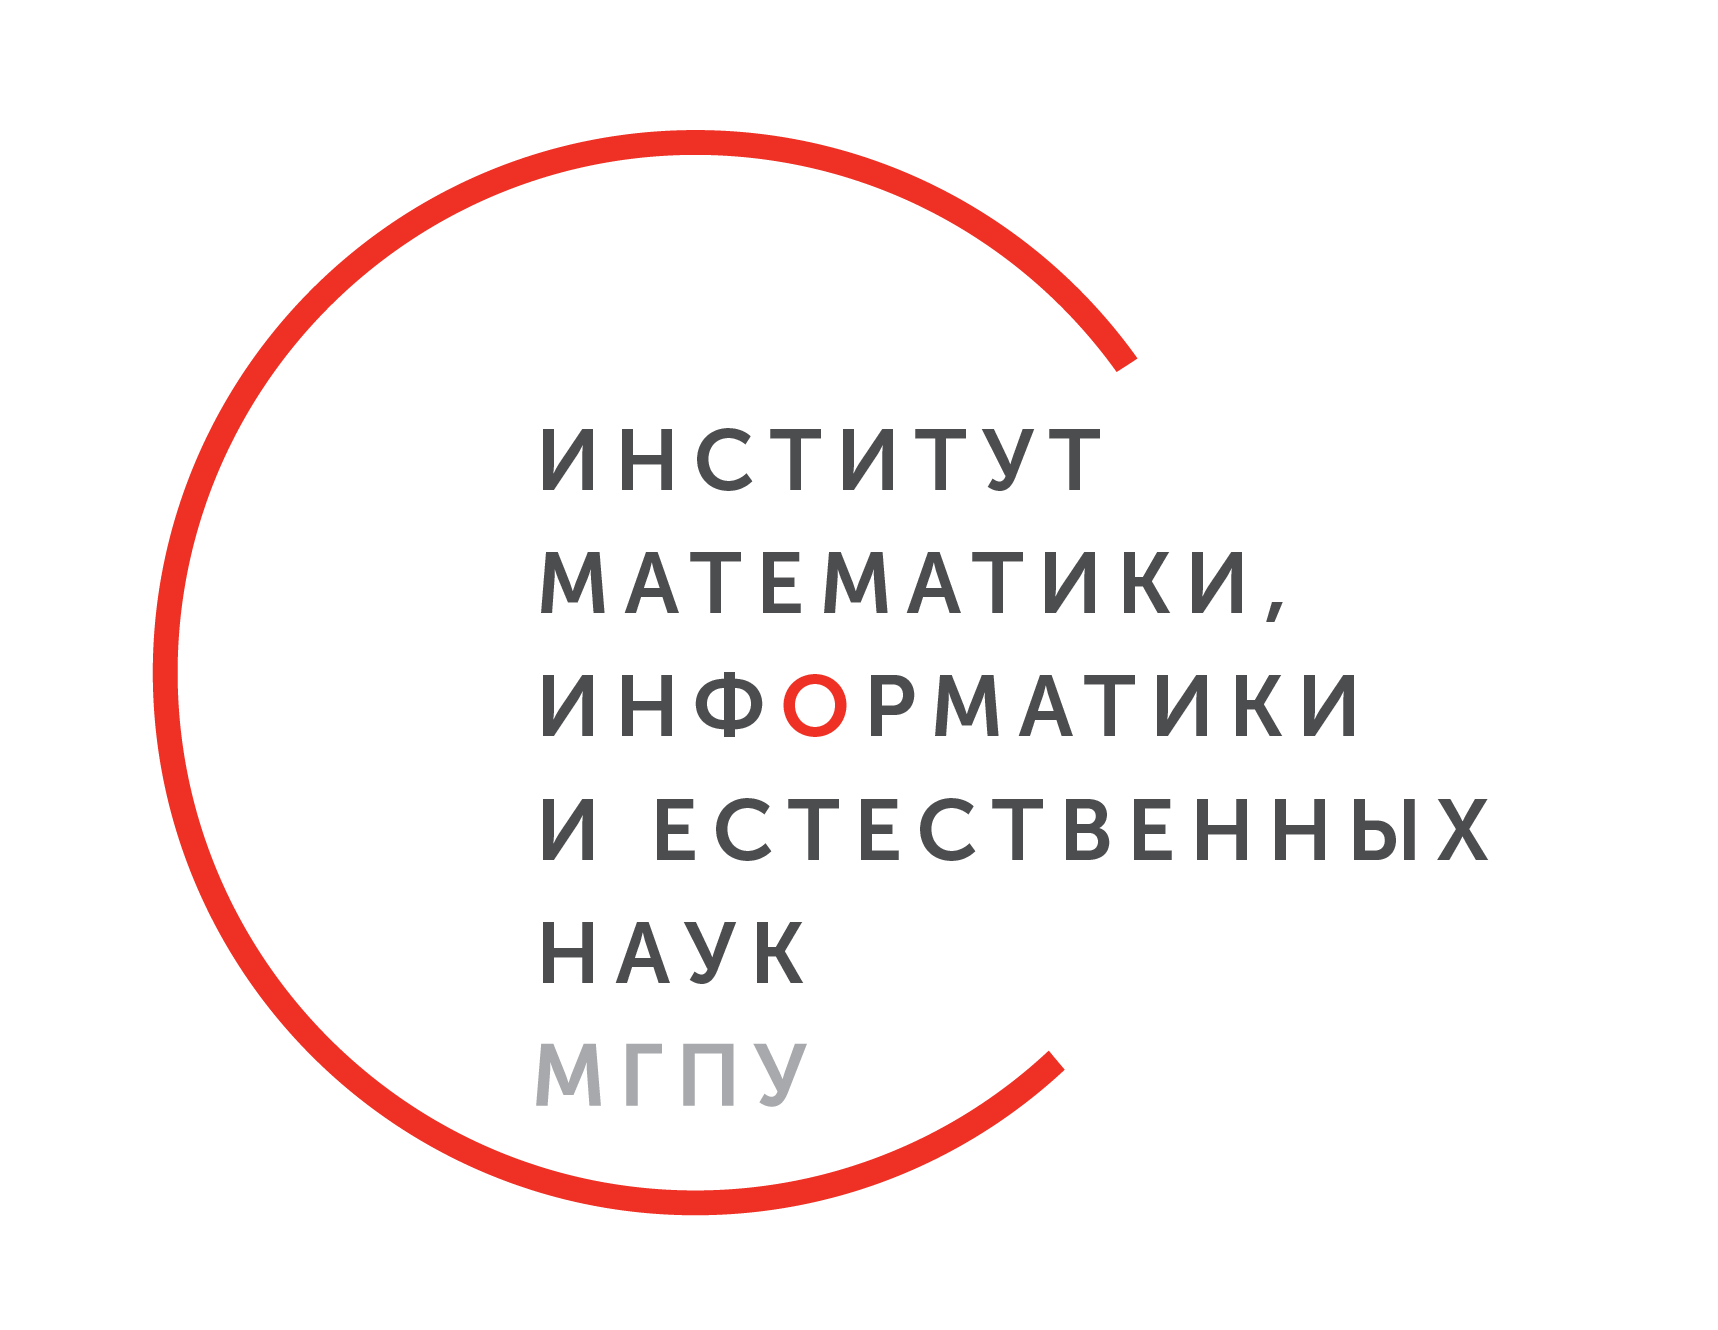 ИНСТИТУТ
МАТЕМАТИКИ,
ИНФОРМАТИКИ
И ЕСТЕСТВЕННЫХ
НАУК
МГПУ